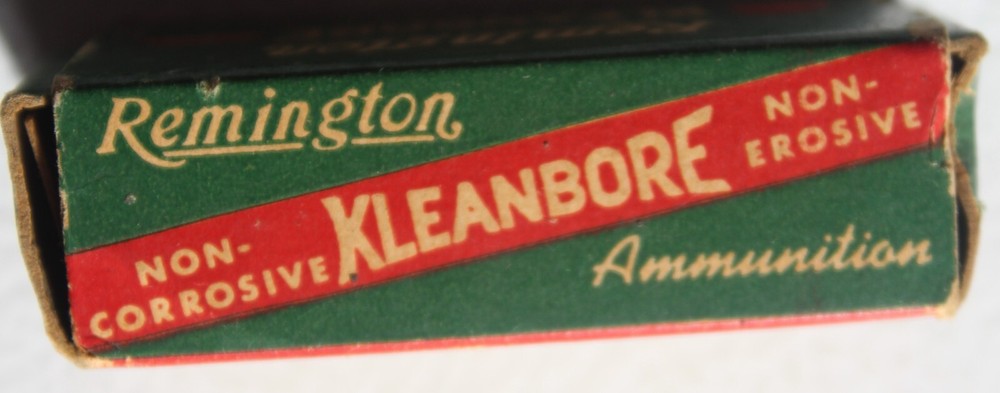 Remington
NON-
CORROSIVE
KLEANBORE
NON-
EROSIVE
Ammunition